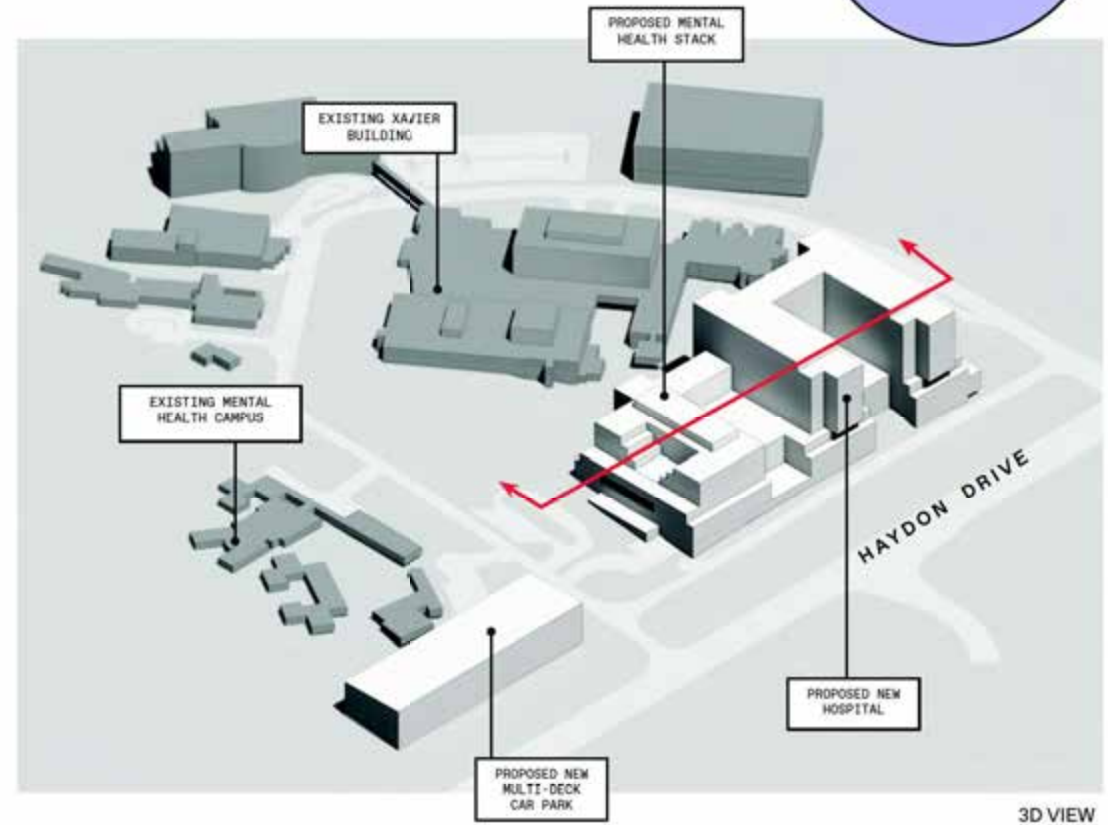 PROPOSED MENTAL
HEALTH STACK
EXISTING XAVIER
BUILDING
EXISTING MENTAL
HEALTH CAMPUS
HAYDON DRIVE
PROPOSED NEW
HOSPITAL
PROPOSED NEW
MULTI-DECK
CAR PARK
3D VIEW